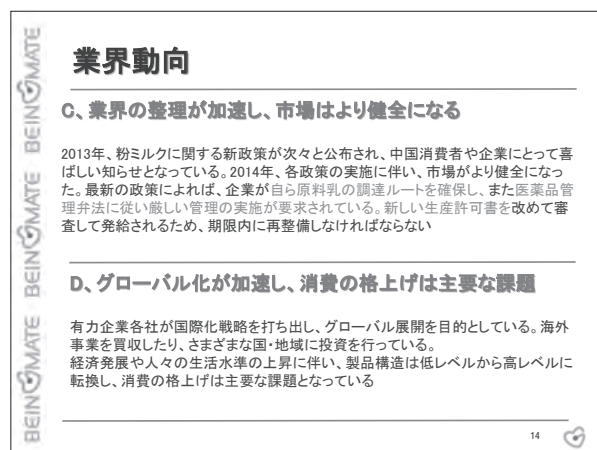 業界動向
C、業界の整理が加速し、市場はより健全になる
2013年、粉ミルクに関する新政策が次々と公布され、中国消費者や企業にとって喜
ばしい知らせとなっている。2014年、各政策の実施に伴い、市場がより健全になっ
た。最新の政策によれば、企業が自ら原料乳の調達ルートを確保し、また医薬品管
理弁法に従い厳しい管理の実施が要求されている。新しい生産許可書を改めて審
査して発給されるため、期限内に再整備しなければならない
D、グローバル化が加速し、消費の格上げは主要な課題
有力企業各社が国際化戦略を打ち出し、グローバル展開を目的としている。海外
事業を買収したり、さまざまな国・地域に投資を行っている。
経済発展や人々の生活水準の上昇に伴い、製品構造は低レベルから高レベルに
転換し、消費の格上げは主要な課題となっている
14
BEINGMATE BEINGMATE BEINGMATE BEINGMATE